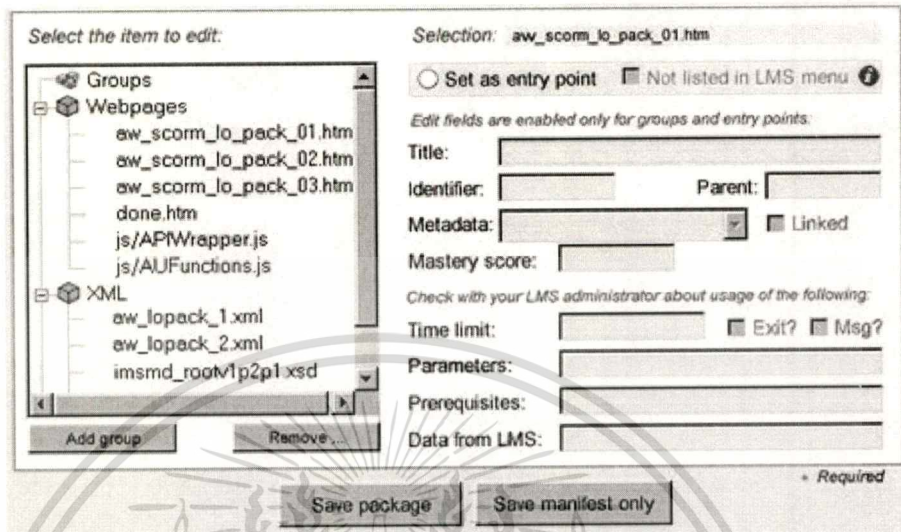 Select the item to edit:
Groups
Webpages
aw_scorm_lo_pack_01.htm
aw_scorm_lo_pack_02.htm
aw_scorm_lo_pack_03.htm
done.htm
js/APIWrapper.js
js/AUFunctions.js
XML
aw_lopack_1.xml
aw_lopack_2.xml
imsmd_rootv1p2p1.xsd
Add group Remove ...
Selection: aw_scorm_lo_pack_01.htm
Set as entry point Not listed in LMS menu i
Edit fields are enabled only for groups and entry points:
Title:
Identifier: Parent:
Metadata: Linked
Mastery score:
Check with your LMS administrator about usage of the following:
Time limit: Exit? Msg?
Parameters:
Prerequisites:
Data from LMS:
* Required
Save package Save manifest only